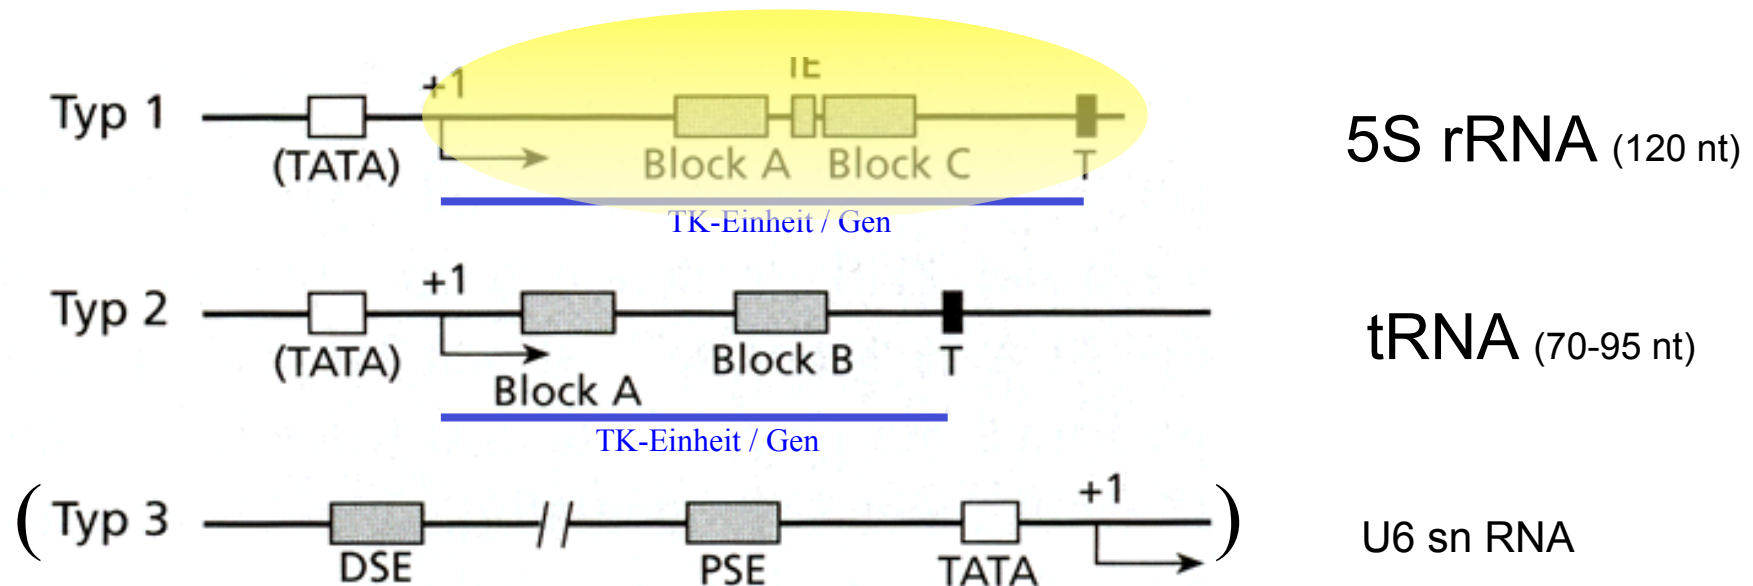 +1 IE
Typ 1
(TATA) Block A Block C T
5S rRNA (120 nt)
TK-Einheit / Gen
+1
Typ 2
(TATA) Block B T
Block A
tRNA (70-95 nt)
TK-Einheit / Gen
+1
( Typ 3 )
DSE PSE TATA
U6 sn RNA